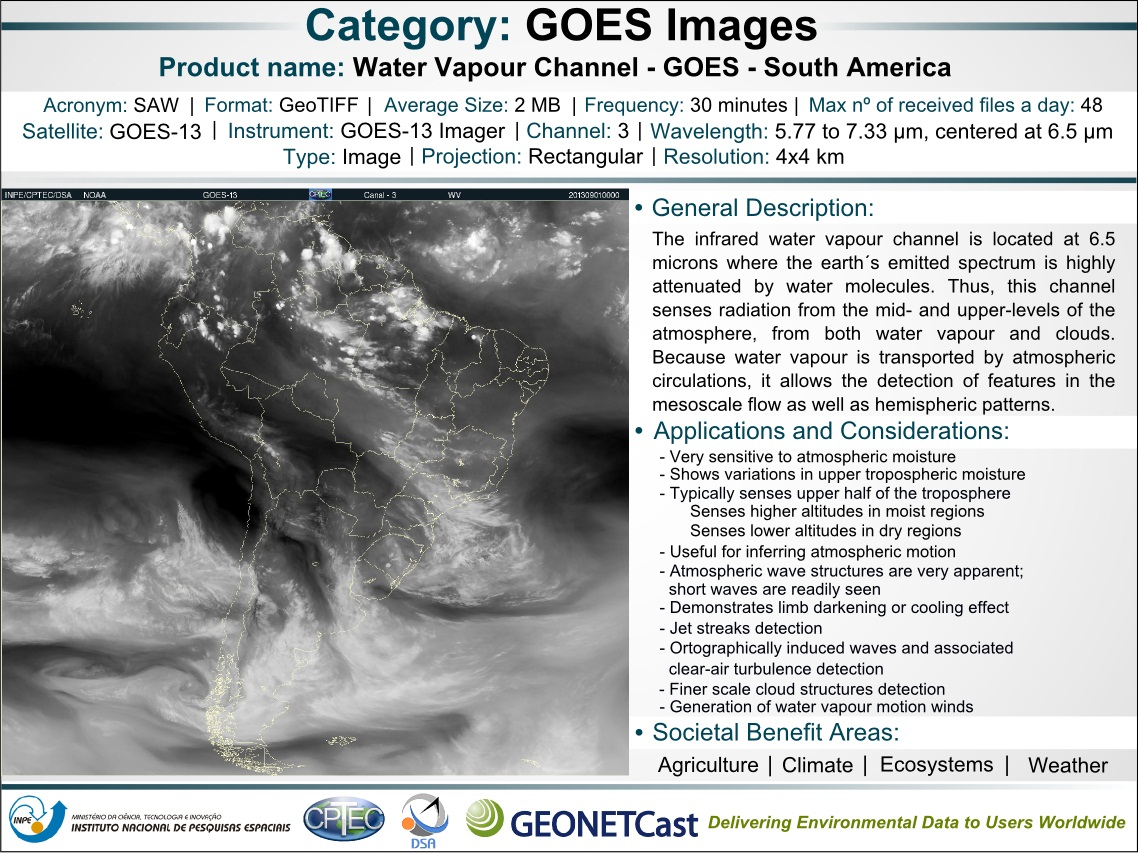 Category: GOES Images
Product name: Water Vapour Channel - GOES - South America
Acronym: SAW | Format: GeoTIFF | Average Size: 2 MB | Frequency: 30 minutes | Max nº of received files a day: 48
Satellite: GOES-13 | Instrument: GOES-13 Imager | Channel: 3 | Wavelength: 5.77 to 7.33 µm, centered at 6.5 µm
Type: Image | Projection: Rectangular | Resolution: 4x4 km
INPE/CPTEC/DSA NOAA GOES-13 CPTEC Canal - 3 WV 201309010000
• General Description:
The infrared water vapour channel is located at 6.5
microns where the earth´s emitted spectrum is highly
attenuated by water molecules. Thus, this channel
senses radiation from the mid- and upper-levels of the
atmosphere, from both water vapour and clouds.
Because water vapour is transported by atmospheric
circulations, it allows the detection of features in the
mesoscale flow as well as hemispheric patterns.
• Applications and Considerations:
- Very sensitive to atmospheric moisture
- Shows variations in upper tropospheric moisture
- Typically senses upper half of the troposphere
Senses higher altitudes in moist regions
Senses lower altitudes in dry regions
- Useful for inferring atmospheric motion
- Atmospheric wave structures are very apparent;
short waves are readily seen
- Demonstrates limb darkening or cooling effect
- Jet streaks detection
- Ortographically induced waves and associated
clear-air turbulence detection
- Finer scale cloud structures detection
- Generation of water vapour motion winds
• Societal Benefit Areas:
Agriculture | Climate | Ecosystems | Weather
INPE
MINISTÉRIO DA CIÊNCIA, TECNOLOGIA E INOVAÇÃO
INSTITUTO NACIONAL DE PESQUISAS ESPACIAIS
CPTEC
DSA
GEONETCast
Delivering Environmental Data to Users Worldwide